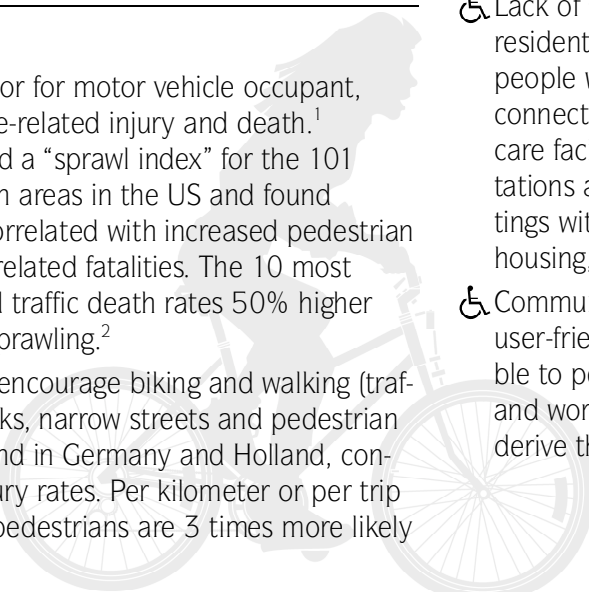 or for motor vehicle occupant,
e-related injury and death.1
d a “sprawl index” for the 101
n areas in the US and found
orrelated with increased pedestrian
related fatalities. The 10 most
d traffic death rates 50% higher
prawling.2
encourage biking and walking (traf-
ks, narrow streets and pedestrian
nd in Germany and Holland, con-
ury rates. Per kilometer or per trip
pedestrians are 3 times more likely
Lack of
resident
people w
connect
care fac
tations a
tings wit
housing,
Commu
user-frie
ble to pe
and wor
derive th